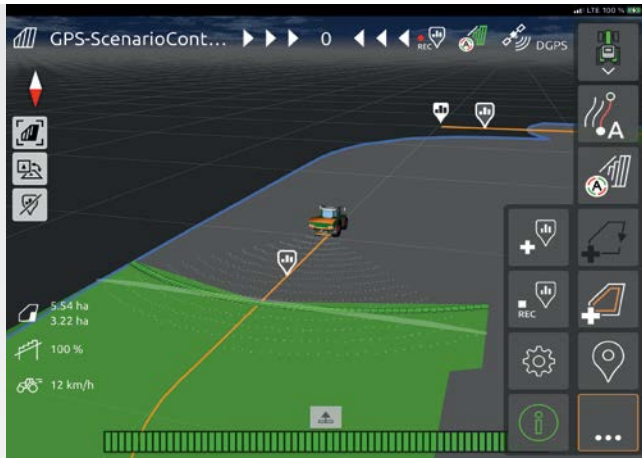 LTE 100 %
GPS-ScenarioCont...
0
REC
DGPS
A
A
5.54 ha
3.22 ha
REC
100 %
12 km/h